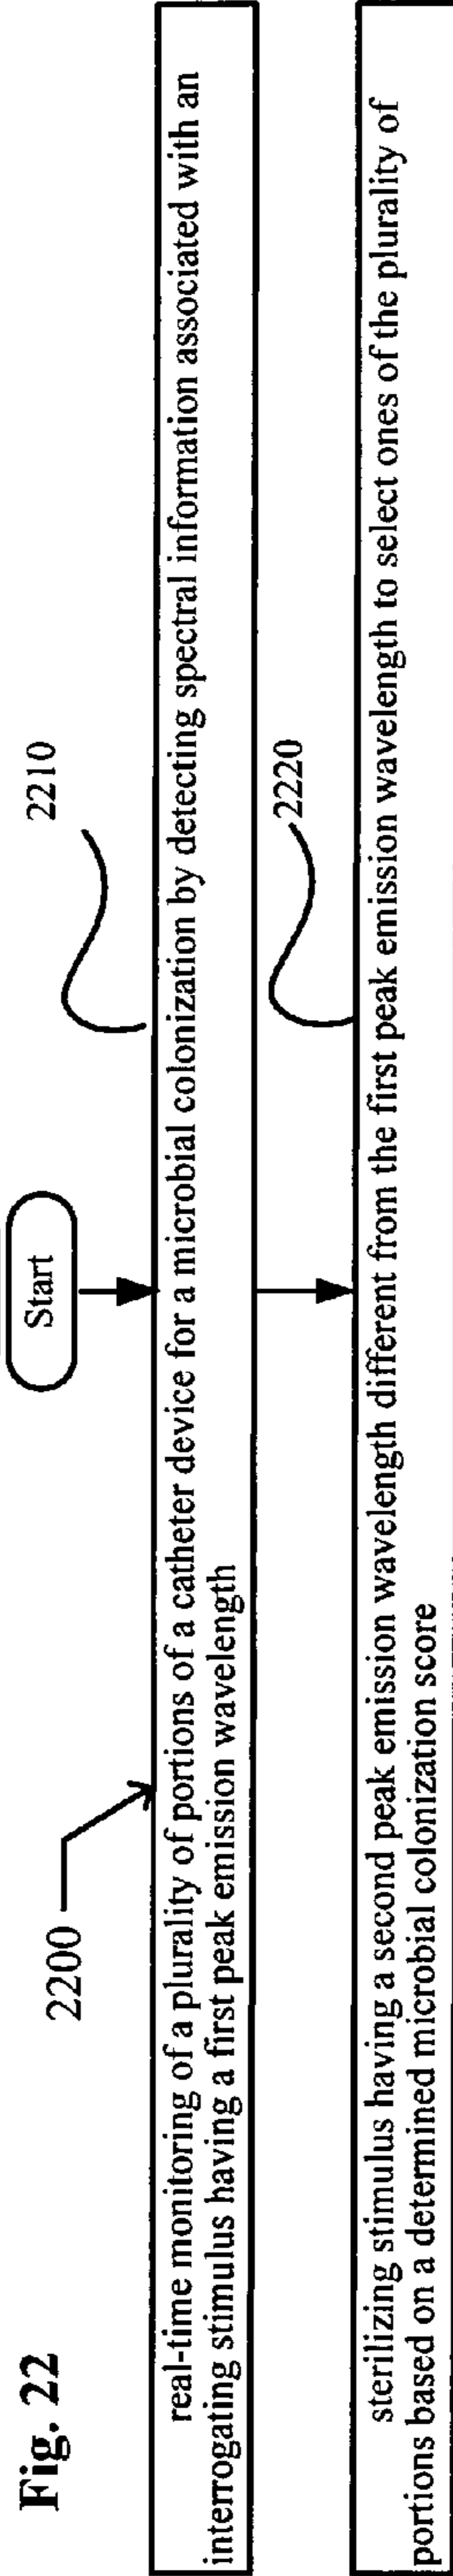 Fig. 22
2200
Start
2210
real-time monitoring of a plurality of portions of a catheter device for a microbial colonization by detecting spectral information associated with an
interrogating stimulus having a first peak emission wavelength
2220
sterilizing stimulus having a second peak emission wavelength different from the first peak emission wavelength to select ones of the plurality of
portions based on a determined microbial colonization score